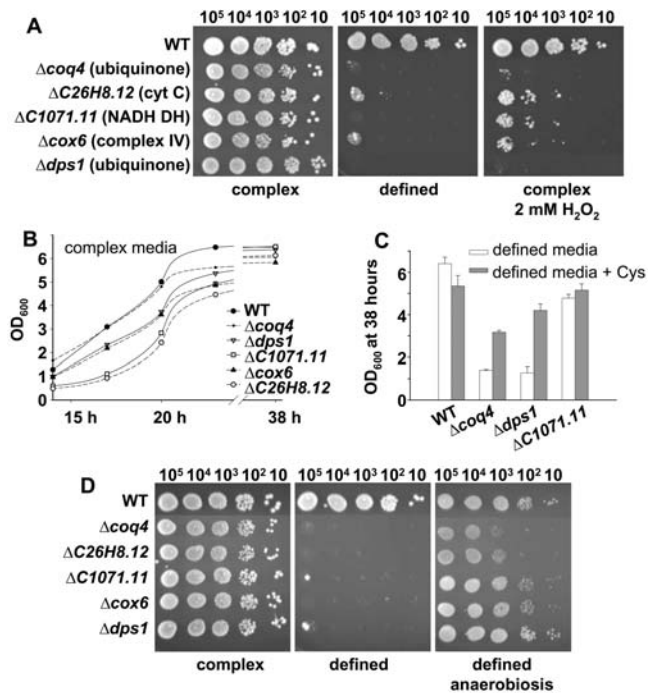 A
10⁵ 10⁴ 10³ 10² 10 10⁵ 10⁴ 10³ 10² 10 10⁵ 10⁴ 10³ 10² 10
WT
Δcoq4 (ubiquinone)
ΔC26H8.12 (cyt C)
ΔC1071.11 (NADH DH)
Δcox6 (complex IV)
Δdps1 (ubiquinone)
complex defined complex
2 mM H₂O₂
B
complex media
OD₆₀₀
6
5
4
3
2
1
0
15 h 20 h 38 h
WT
Δcoq4
Δdps1
ΔC1071.11
Δcox6
ΔC26H8.12
C
defined media
defined media + Cys
OD₆₀₀ at 38 hours
6
4
2
0
WT
Δcoq4
Δdps1
ΔC1071.11
D
10⁵ 10⁴ 10³ 10² 10 10⁵ 10⁴ 10³ 10² 10 10⁵ 10⁴ 10³ 10² 10
WT
Δcoq4
ΔC26H8.12
ΔC1071.11
Δcox6
Δdps1
complex defined defined
anaerobiosis